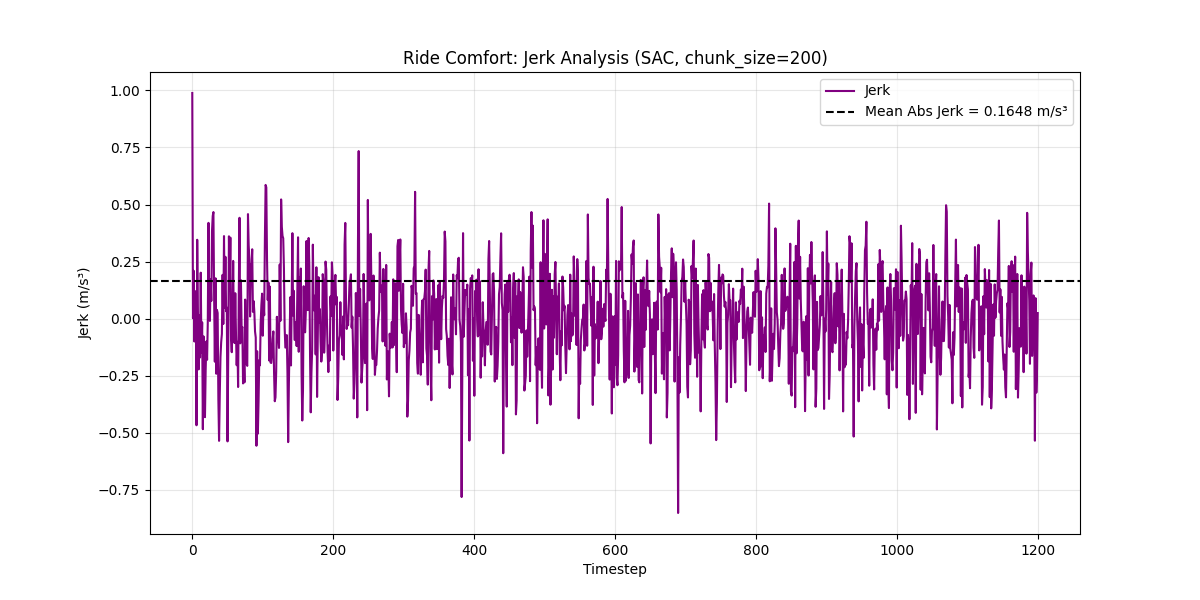 Ride Comfort: Jerk Analysis (SAC, chunk_size=200)
Jerk
Mean Abs Jerk = 0.1648 m/s³
Jerk (m/s³)
1.00
0.75
0.50
0.25
0.00
−0.25
−0.50
−0.75
0 200 400 600 800 1000 1200
Timestep